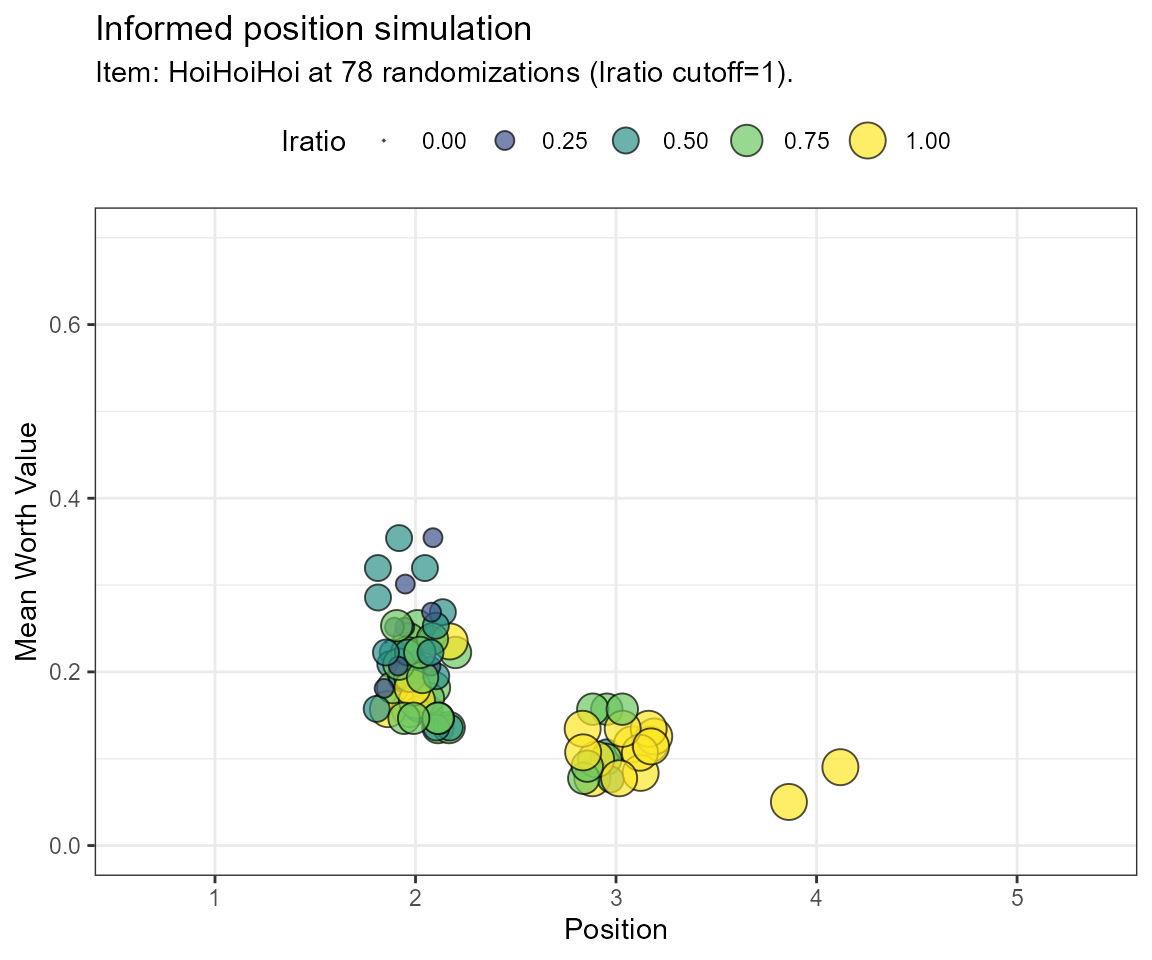 Informed position simulation
Item: HoiHoiHoi at 78 randomizations (Iratio cutoff=1).
Iratio 0.00 0.25 0.50 0.75 1.00
Mean Worth Value
0.6
0.4
0.2
0.0
1 2 3 4 5
Position